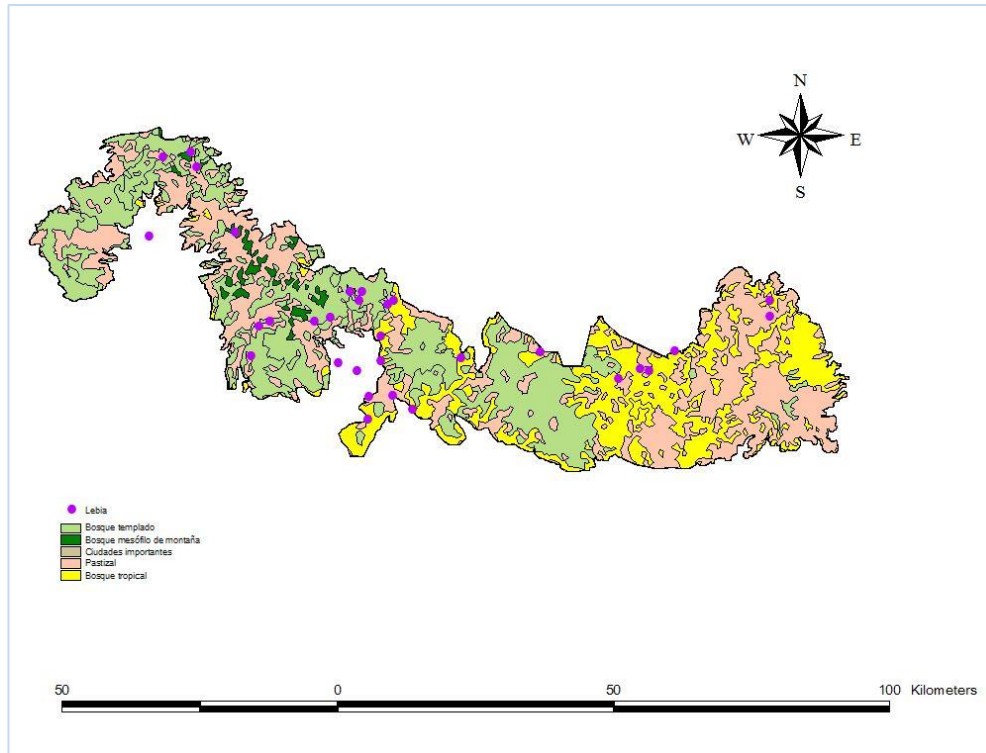 N
W E
S
Lebia
Bosque templado
Bosque mesófilo de montaña
Ciudades importantes
Pastizal
Bosque tropical
50 0 50 100 Kilometers